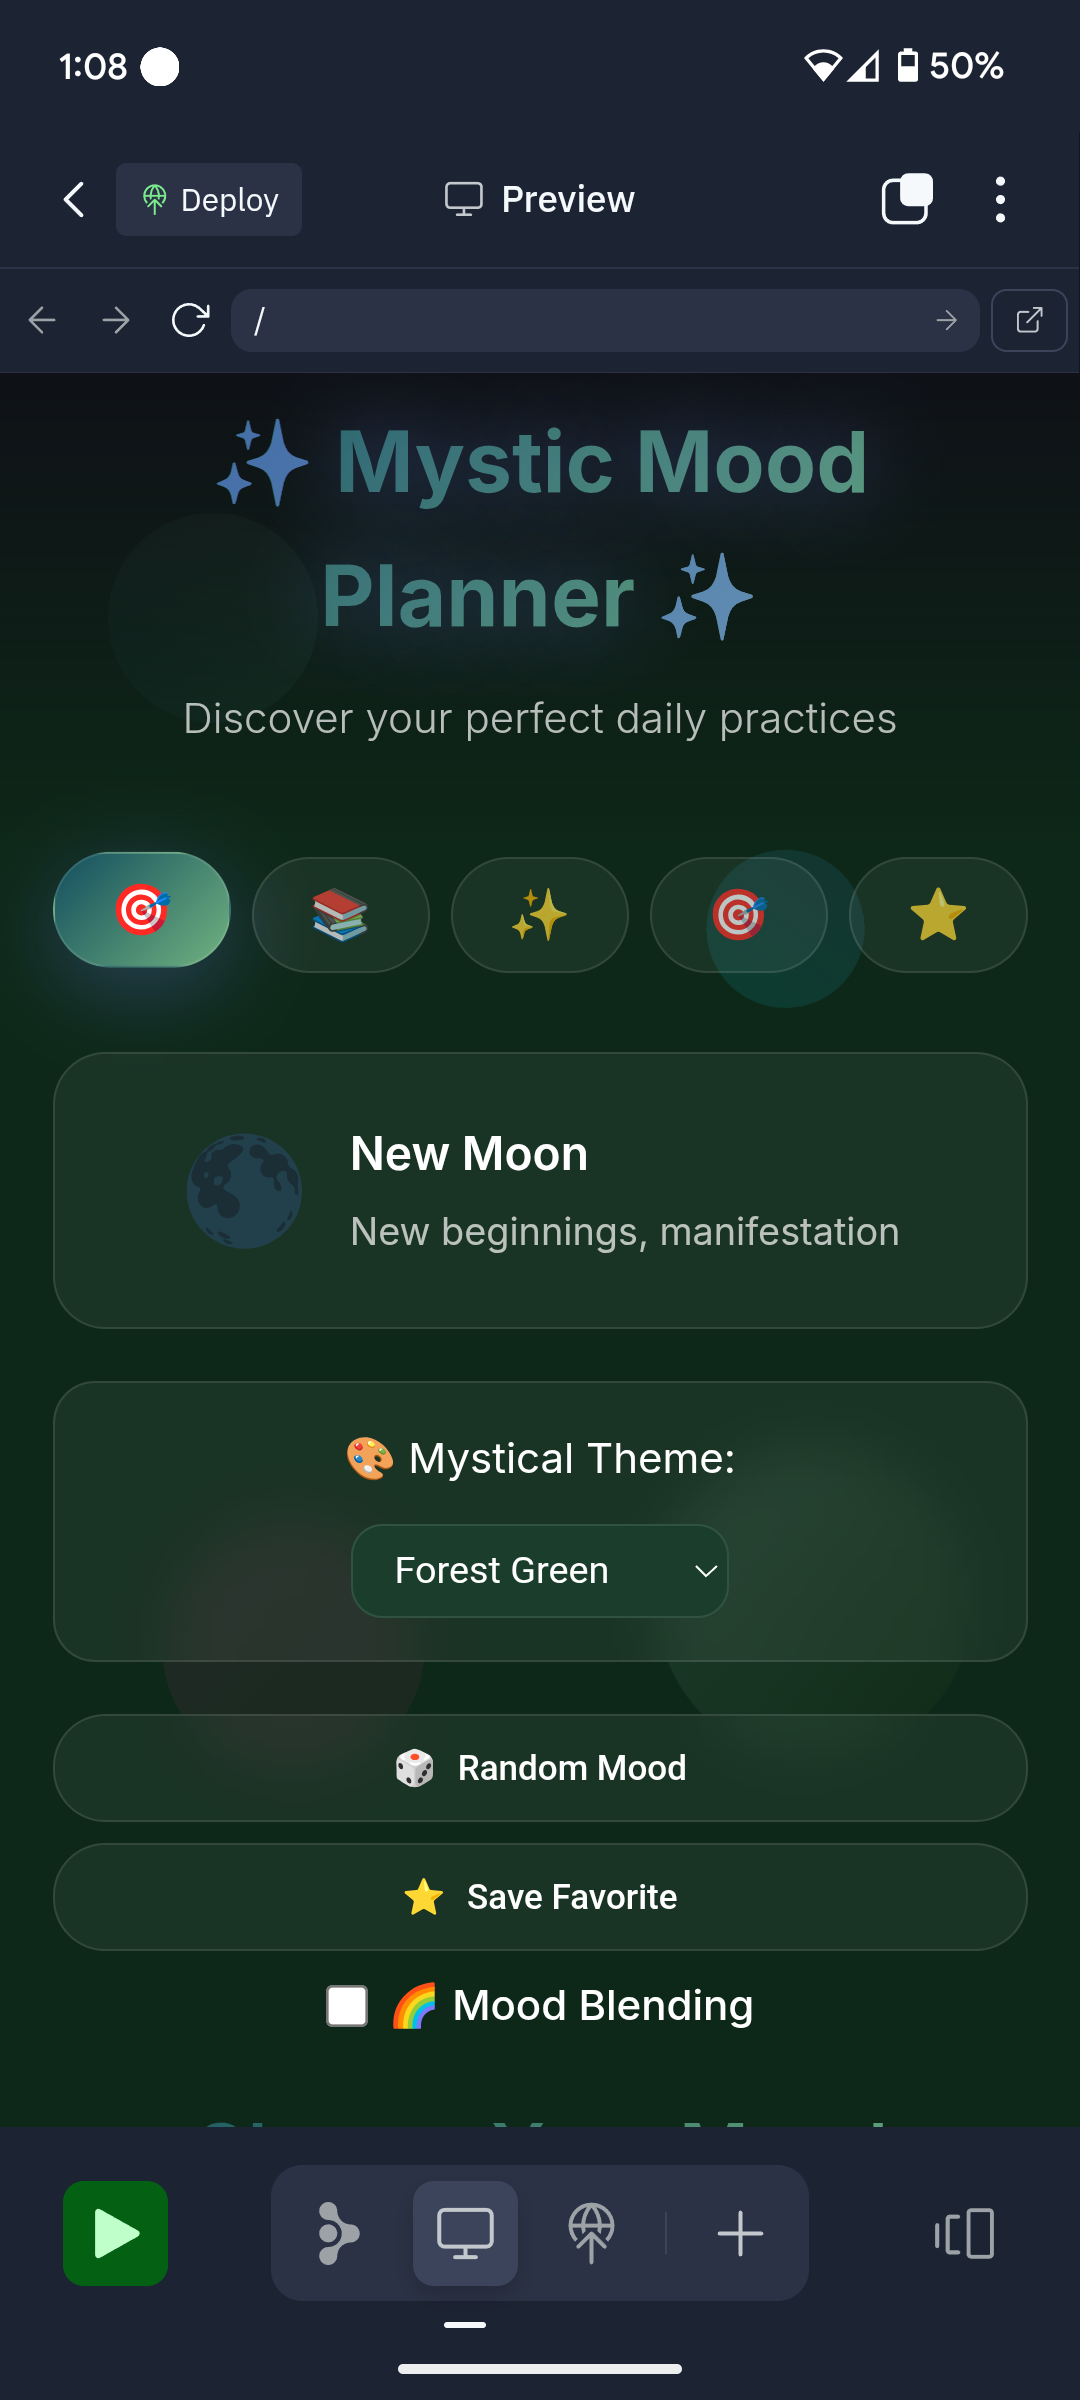 1:08
50%
Deploy
Preview
/
✨ Mystic Mood
Planner ✨
Discover your perfect daily practices
New Moon
New beginnings, manifestation
🎨 Mystical Theme:
Forest Green
🎲 Random Mood
⭐ Save Favorite
🌈 Mood Blending